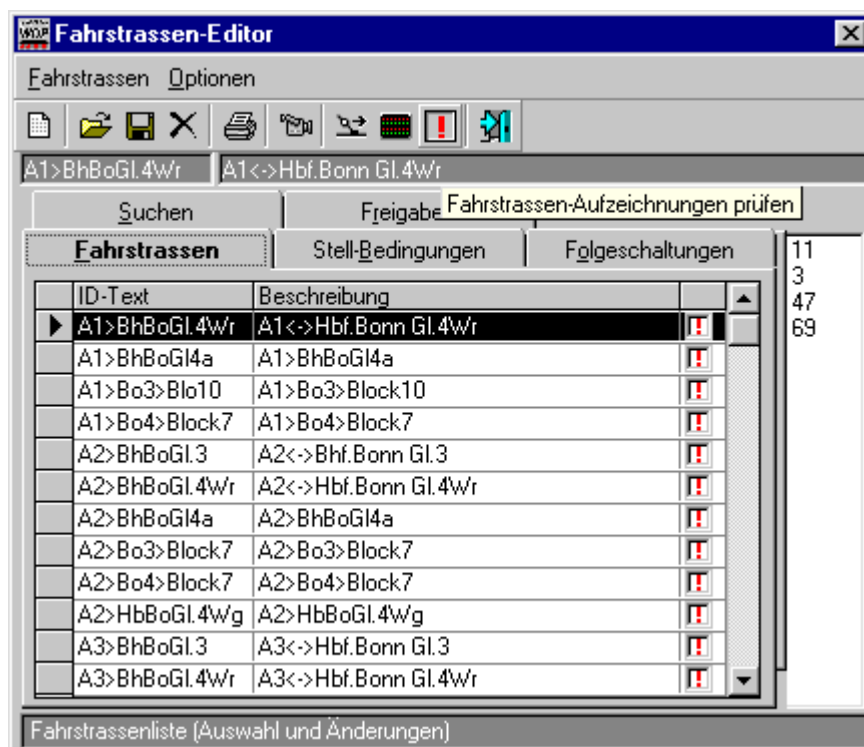 Fahrstrassen-Editor
Fahrstrassen Optionen
A1>BhBoGl.4Wr A1<->Hbf.Bonn Gl.4Wr
Fahrstrassen-Aufzeichnungen prüfen
Suchen Freigabe
Fahrstrassen Stell-Bedingungen Folgeschaltungen
11
3
47
69
ID-Text Beschreibung
A1>BhBoGl.4Wr A1<->Hbf.Bonn Gl.4Wr
A1>BhBoGl4a A1>BhBoGl4a
A1>Bo3>Blo10 A1>Bo3>Block10
A1>Bo4>Block7 A1>Bo4>Block7
A2>BhBoGl.3 A2<->Bhf.Bonn Gl.3
A2>BhBoGl.4Wr A2<->Hbf.Bonn Gl.4Wr
A2>BhBoGl4a A2>BhBoGl4a
A2>Bo3>Block7 A2>Bo3>Block7
A2>Bo4>Block7 A2>Bo4>Block7
A2>HbBoGl.4Wg A2>HbBoGl.4Wg
A3>BhBoGl.3 A3<->Hbf.Bonn Gl.3
A3>BhBoGl.4Wr A3<->Hbf.Bonn Gl.4Wr
Fahrstrassenliste (Auswahl und Änderungen)